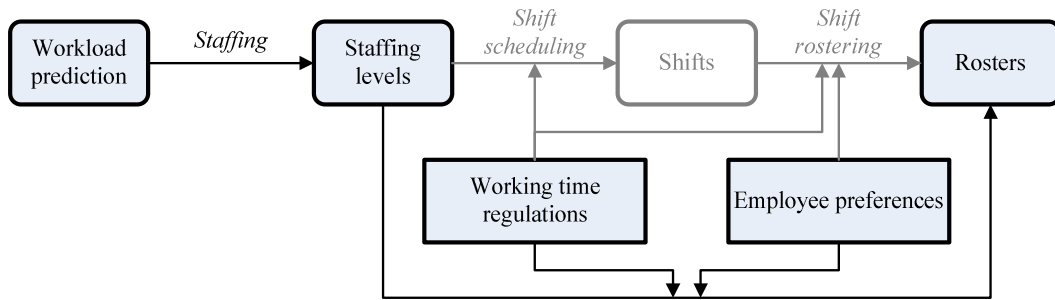 Workload
prediction
Staffing
Staffing
levels
Shift
scheduling
Shifts
Shift
rostering
Rosters
Working time
regulations
Employee preferences